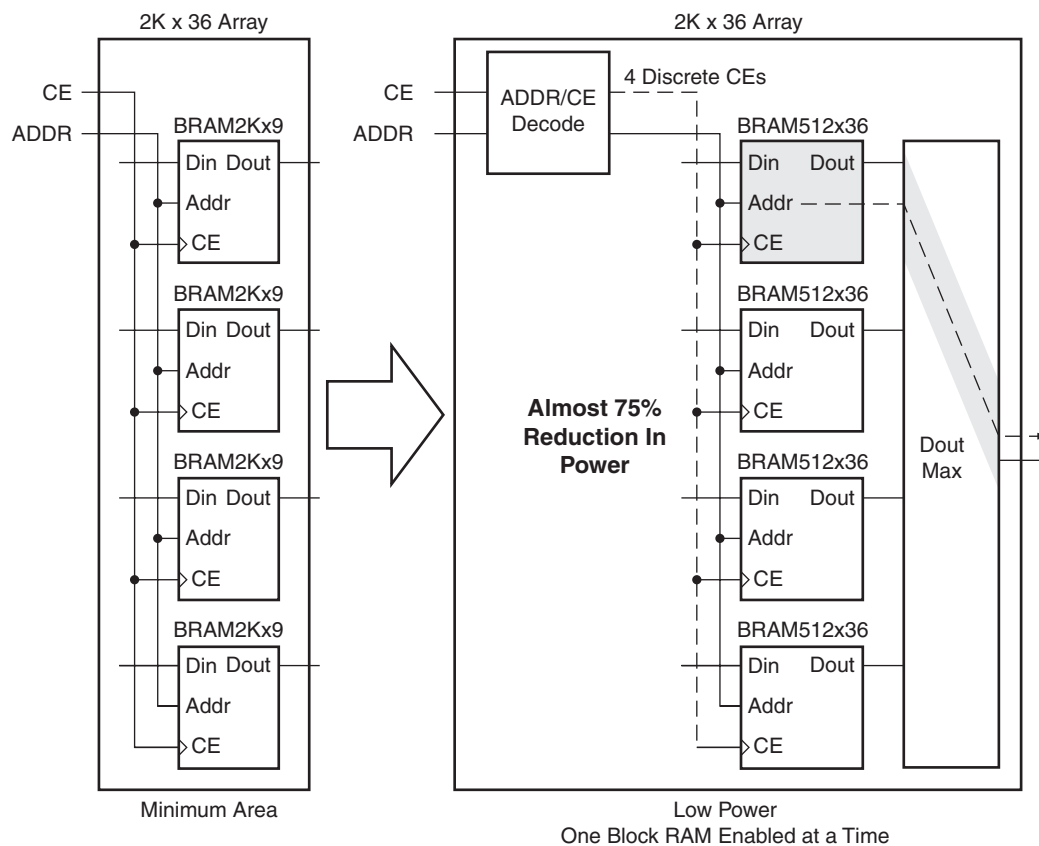 2K x 36 Array
CE
ADDR
BRAM2Kx9
Din Dout
Addr
CE
BRAM2Kx9
Din Dout
Addr
CE
BRAM2Kx9
Din Dout
Addr
CE
BRAM2Kx9
Din Dout
Addr
CE
Minimum Area
2K x 36 Array
CE
ADDR
ADDR/CE
Decode
4 Discrete CEs
Almost 75%
Reduction In
Power
BRAM512x36
Din Dout
Addr
CE
BRAM512x36
Din Dout
Addr
CE
BRAM512x36
Din Dout
Addr
CE
BRAM512x36
Din Dout
Addr
CE
Dout
Max
Low Power
One Block RAM Enabled at a Time